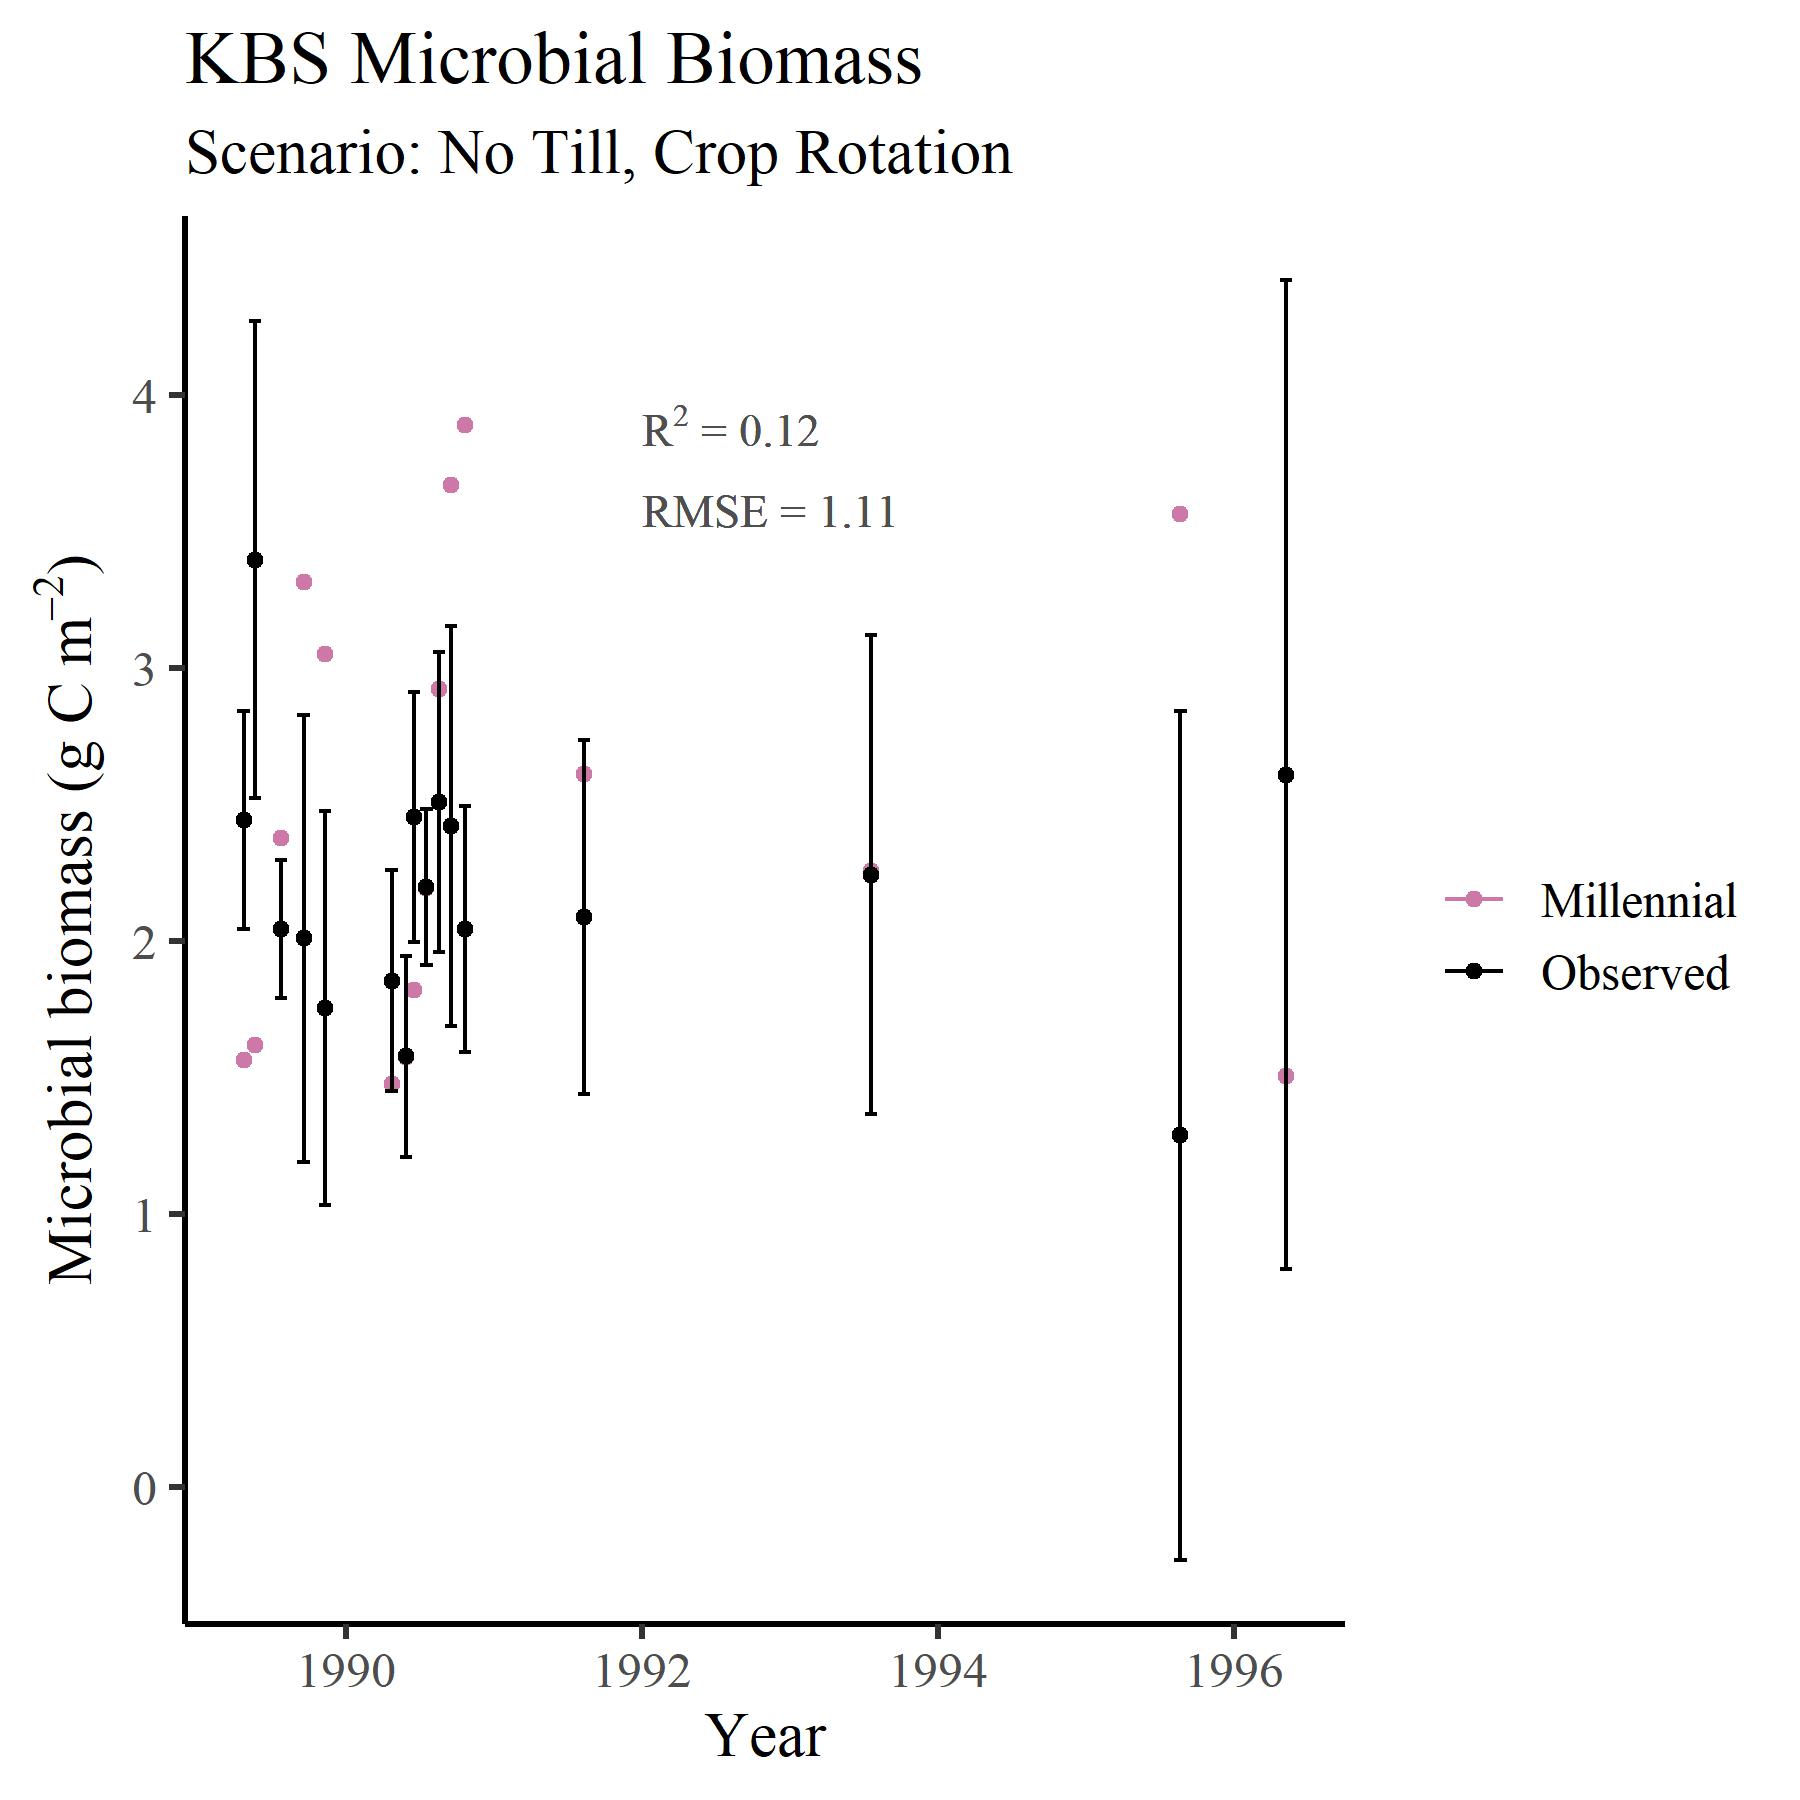 KBS Microbial Biomass
Scenario: No Till, Crop Rotation
Microbial biomass (g C m⁻²)
4
3
2
1
0
R² = 0.12
RMSE = 1.11
Millennial
Observed
1990
1992
1994
1996
Year